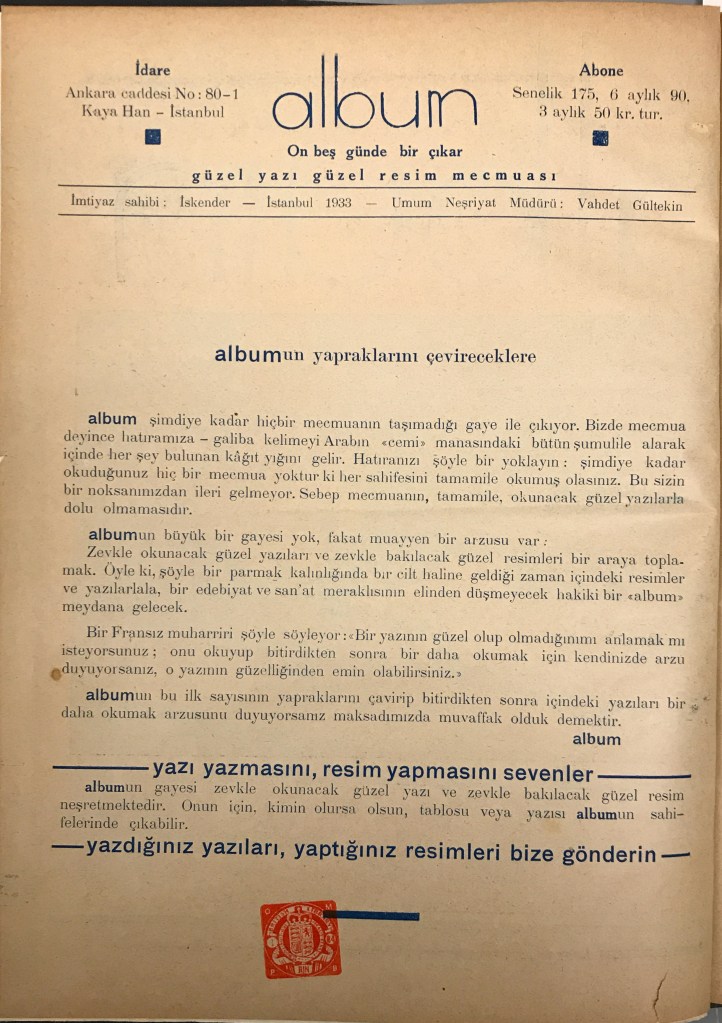 İdare
Ankara caddesi No: 80-1
Kaya Han - İstanbul
album
Abone
Senelik 175, 6 aylık 90,
3 aylık 50 kr. tur.
On beş günde bir çıkar
güzel yazı güzel resim mecmuası
İmtiyaz sahibi: İskender — İstanbul 1933 — Umum Neşriyat Müdürü: Vahdet Gültekin
albumun yapraklarını çevireceklere
album şimdiye kadar hiçbir mecmuanın taşımadığı gaye ile çıkıyor. Bizde mecmua
deyince hatıramıza - galiba kelimeyi Arabın «cemi» manasındaki bütün şumulile alarak
içinde her şey bulunan kâğıt yığını gelir. Hatıranızı şöyle bir yoklayın: şimdiye kadar
okuduğunuz hiç bir mecmua yoktur ki her sahifesini tamamile okumuş olasınız. Bu sizin
bir noksanınızdan ileri gelmeyor. Sebep mecmuanın, tamamile, okunacak güzel yazılarla
dolu olmamasıdır.
albumun büyük bir gayesi yok, fakat muayyen bir arzusu var:
Zevkle okunacak güzel yazıları ve zevkle bakılacak güzel resimleri bir araya topla-
mak. Öyle ki, şöyle bir parmak kalınlığında bir cilt haline geldiği zaman içindeki resimler
ve yazılarlala, bir edebiyat ve san'at meraklısının elinden düşmeyecek hakiki bir «album»
meydana gelecek.
Bir Fransız muharriri şöyle söyleyor: «Bir yazının güzel olup olmadığınımı anlamak mı
isteyorsunuz; onu okuyup bitirdikten sonra bir daha okumak için kendinizde arzu
duyuyorsanız, o yazının güzelliğinden emin olabilirsiniz.»
albumun bu ilk sayısının yapraklarını çavirip bitirdikten sonra içindeki yazıları bir
daha okumak arzusunu duyuyorsanız maksadımızda muvaffak olduk demektir.
album
yazı yazmasını, resim yapmasını sevenler
albumun gayesi zevkle okunacak güzel yazı ve zevkle bakılacak güzel resim
neşretmektedir. Onun için, kimin olursa olsun, tablosu veya yazısı albumun sahi-
felerinde çıkabilir.
yazdığınız yazıları, yaptığınız resimleri bize gönderin